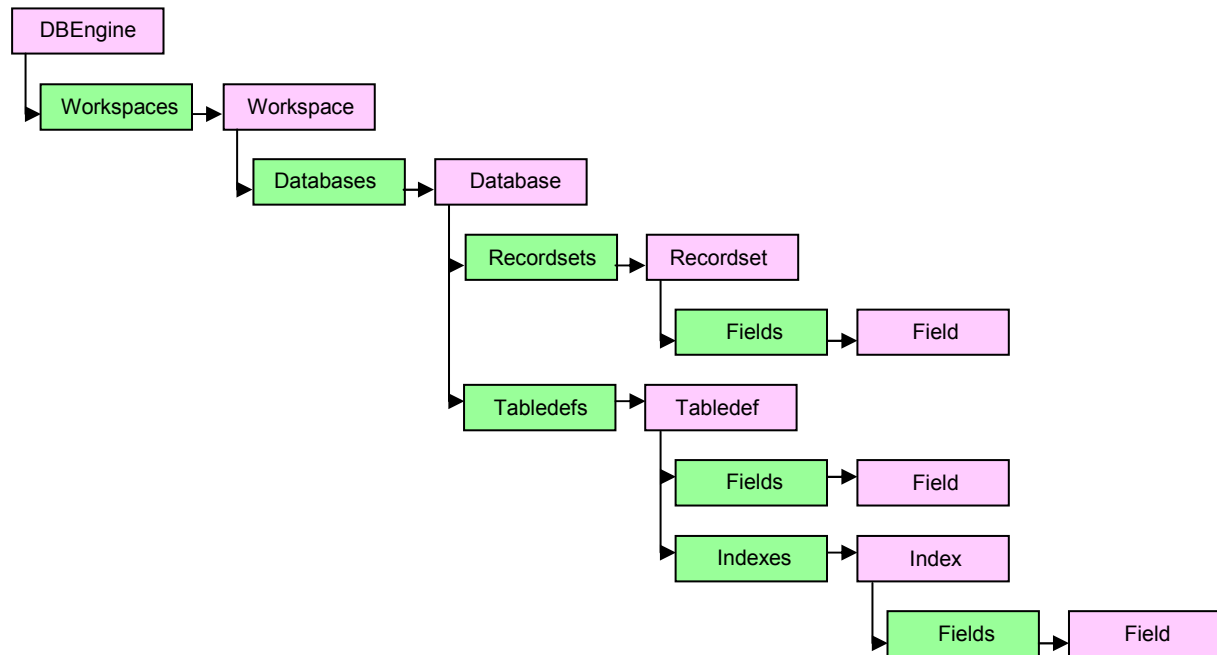 DBEngine
Workspaces
Workspace
Databases
Database
Recordsets
Recordset
Fields
Field
Tabledefs
Tabledef
Fields
Field
Indexes
Index
Fields
Field